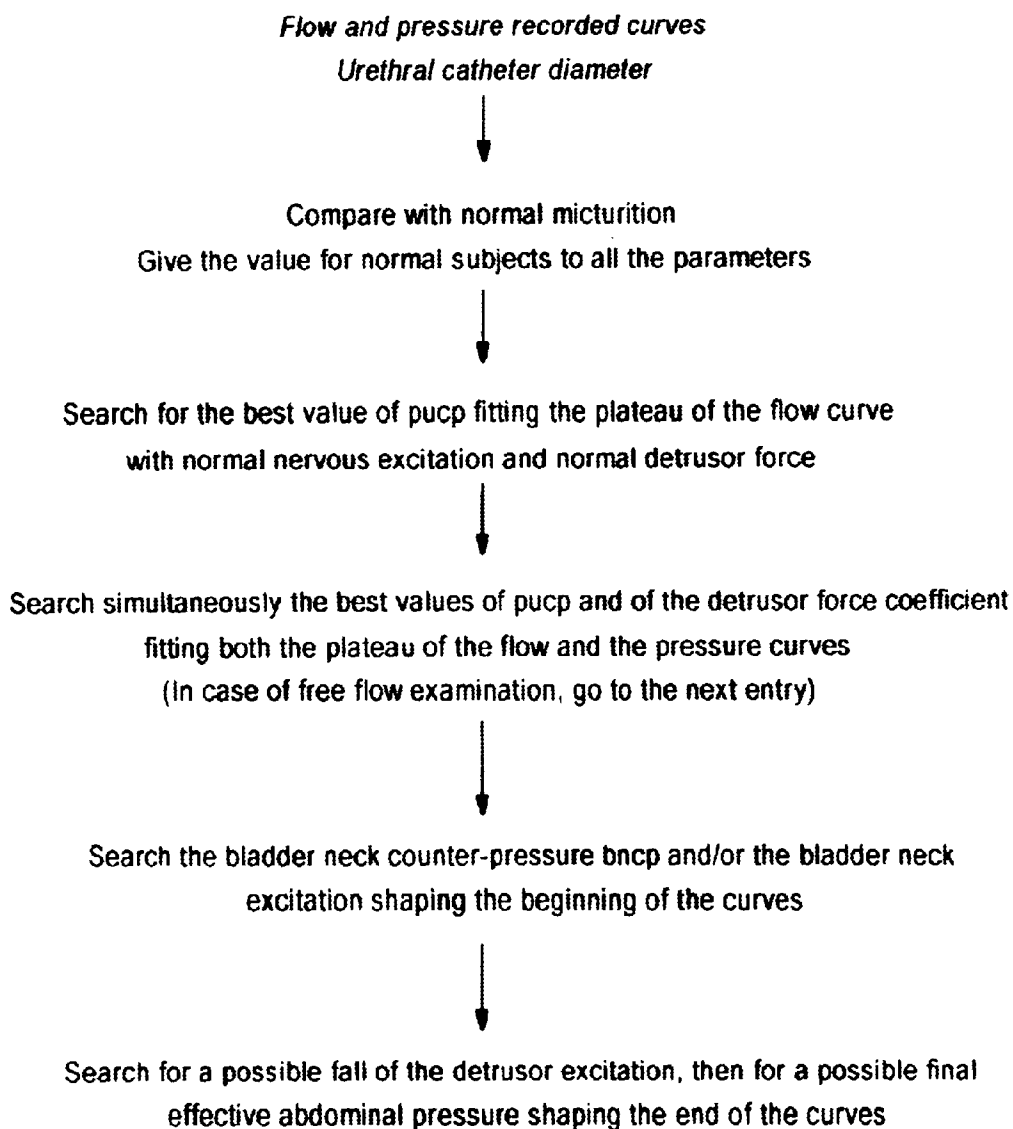 Flow and pressure recorded curves
Urethral catheter diameter
Compare with normal micturition
Give the value for normal subjects to all the parameters
Search for the best value of pucp fitting the plateau of the flow curve
with normal nervous excitation and normal detrusor force
Search simultaneously the best values of pucp and of the detrusor force coefficient
fitting both the plateau of the flow and the pressure curves
(In case of free flow examination, go to the next entry)
Search the bladder neck counter-pressure bncp and/or the bladder neck
excitation shaping the beginning of the curves
Search for a possible fall of the detrusor excitation, then for a possible final
effective abdominal pressure shaping the end of the curves